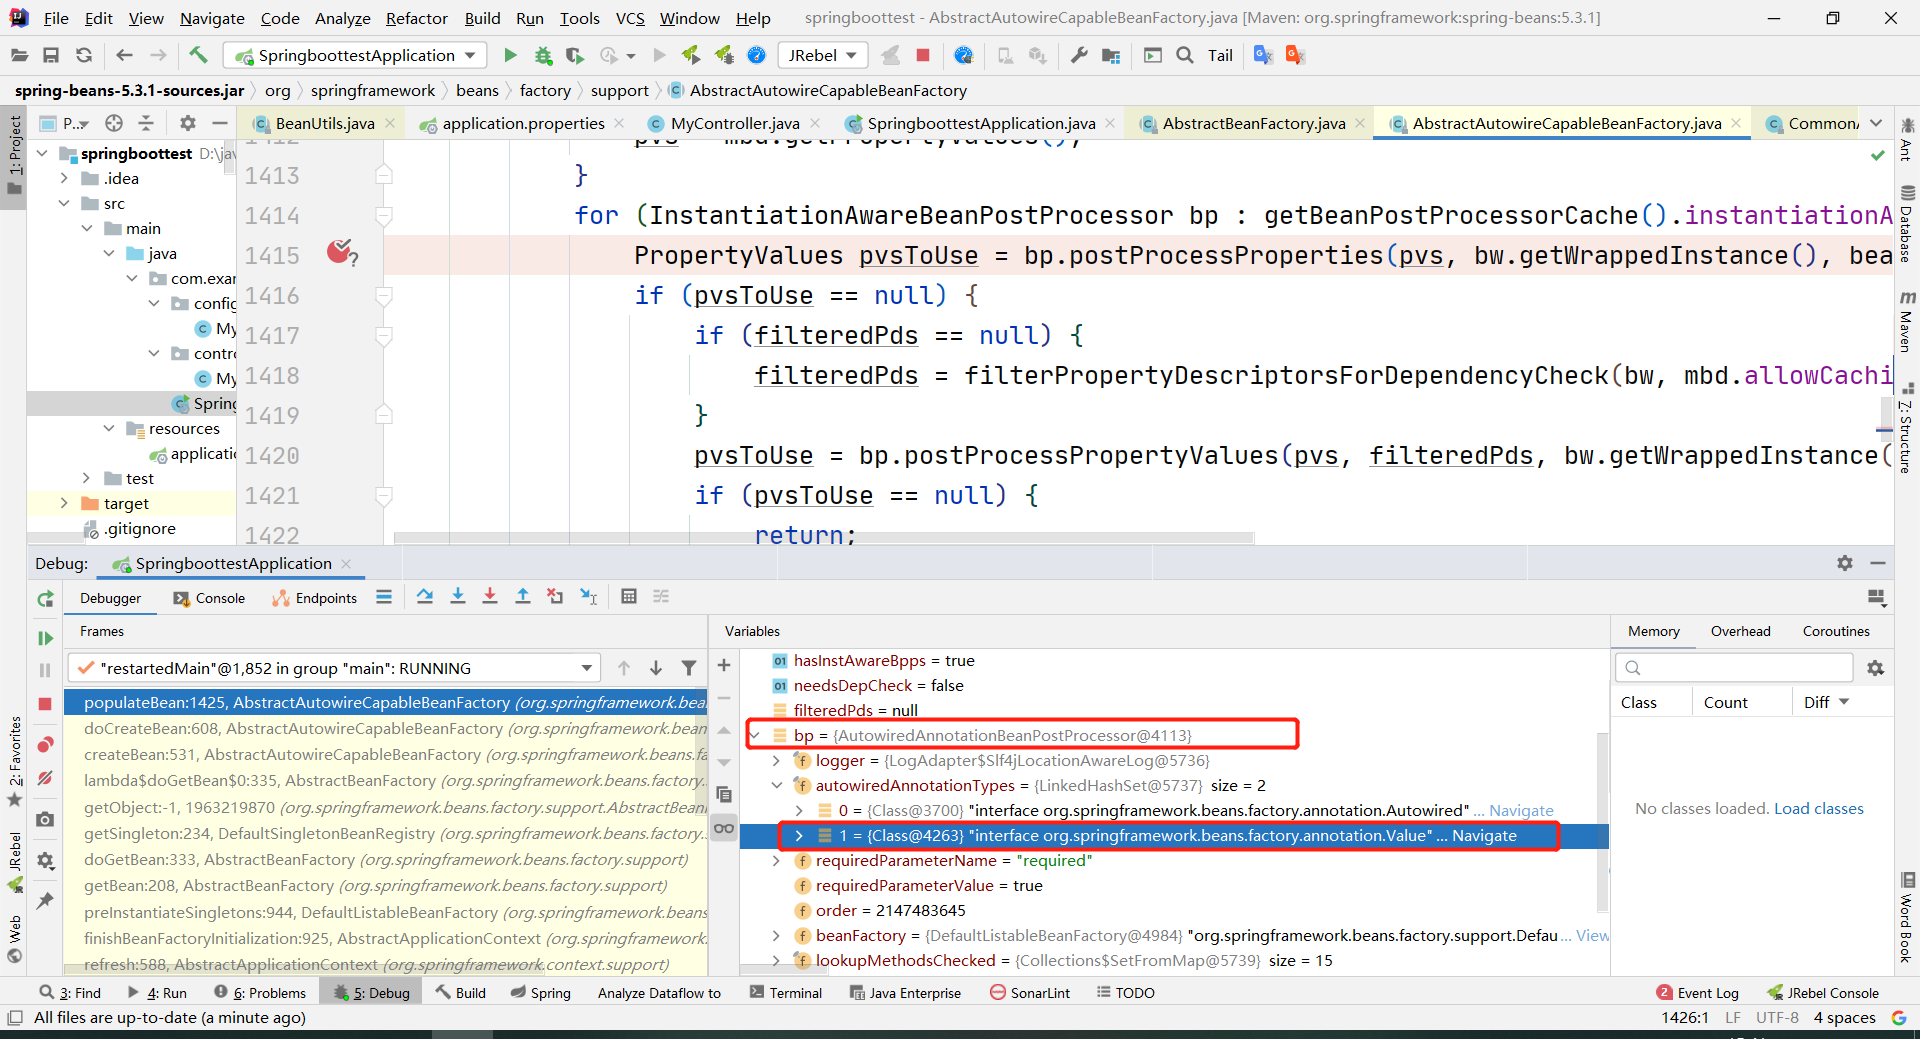 File Edit View Navigate Code Analyze Refactor Build Run Tools VCS Window Help springboottest - AbstractAutowireCapableBeanFactory.java [Maven: org.springframework:spring-beans:5.3.1]
SpringboottestApplication JRebel Tail
spring-beans-5.3.1-sources.jar org springframework beans factory support AbstractAutowireCapableBeanFactory
P.. BeanUtils.java application.properties MyController.java SpringboottestApplication.java AbstractBeanFactory.java AbstractAutowireCapableBeanFactory.java Common
1: Project
springboottest D:\jav
.idea
src
main
java
com.exar
config
My
contro
My
Spring
resources
applicatio
test
target
.gitignore
1412 pvs = mbd.getPropertyValues();
1413 }
1414 for (InstantiationAwareBeanPostProcessor bp : getBeanPostProcessorCache().instantiationA
1415 PropertyValues pvsToUse = bp.postProcessProperties(pvs, bw.getWrappedInstance(), bea
1416 if (pvsToUse == null) {
1417 if (filteredPds == null) {
1418 filteredPds = filterPropertyDescriptorsForDependencyCheck(bw, mbd.allowCachi
1419 }
1420 pvsToUse = bp.postProcessPropertyValues(pvs, filteredPds, bw.getWrappedInstance(
1421 if (pvsToUse == null) {
1422 return;
Ant
Database
Maven
7: Structure
Word Book
Debug: SpringboottestApplication
Debugger Console Endpoints
Frames
"restartedMain"@1,852 in group "main": RUNNING
populateBean:1425, AbstractAutowireCapableBeanFactory (org.springframework.bea
doCreateBean:608, AbstractAutowireCapableBeanFactory (org.springframework.bean
createBean:531, AbstractAutowireCapableBeanFactory (org.springframework.beans.fa
lambda$doGetBean$0:335, AbstractBeanFactory (org.springframework.beans.factory.
getObject:-1, 1963219870 (org.springframework.beans.factory.support.AbstractBean
getSingleton:234, DefaultSingletonBeanRegistry (org.springframework.beans.factory.s
doGetBean:333, AbstractBeanFactory (org.springframework.beans.factory.support)
getBean:208, AbstractBeanFactory (org.springframework.beans.factory.support)
preInstantiateSingletons:944, DefaultListableBeanFactory (org.springframework.beans
finishBeanFactoryInitialization:925, AbstractApplicationContext (org.springframework.
refresh:588, AbstractApplicationContext (org.springframework.context.support)
Variables
hasInstAwareBpps = true
needsDepCheck = false
filteredPds = null
bp = {AutowiredAnnotationBeanPostProcessor@4113}
logger = {LogAdapter$Slf4jLocationAwareLog@5736}
autowiredAnnotationTypes = {LinkedHashSet@5737} size = 2
0 = {Class@3700} "interface org.springframework.beans.factory.annotation.Autowired" ... Navigate
1 = {Class@4263} "interface org.springframework.beans.factory.annotation.Value" ... Navigate
requiredParameterName = "required"
requiredParameterValue = true
order = 2147483645
beanFactory = {DefaultListableBeanFactory@4984} "org.springframework.beans.factory.support.Defau... View
lookupMethodsChecked = {Collections$SetFromMap@5739} size = 15
Memory Overhead Coroutines
Class Count Diff
No classes loaded. Load classes
2: Favorites
JRebel
Web
3: Find 4: Run 6: Problems 5: Debug Build Spring Analyze Dataflow to Terminal Java Enterprise SonarLint TODO 2 Event Log JRebel Console
All files are up-to-date (a minute ago) 1426:1 LF UTF-8 4 spaces